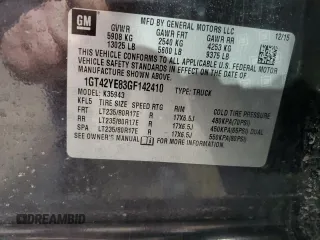 GM
MFD BY GENERAL MOTORS LLC
12/15
GVWR GAWR FRT GAWR RR
5908 KG 2540 KG 4253 KG
13025 LB 5600 LB 9375 LB
THIS VEHICLE CONFORMS TO ALL APPLICABLE U.S. FEDERAL
MOTOR VEHICLE SAFETY STANDARDS IN EFFECT ON THE DATE OF
MANUFACTURE SHOWN ABOVE.
1GT42YE83GF142410 TYPE: TRUCK
MODEL: K35943
KFL5 TIRE SIZE SPEED RTG RIM COLD TIRE PRESSURE
FRT LT235/80R17E R 17X6.5J 480KPA(70PSI)
RR LT235/80R17E R 17X6.5J 450KPA(65PSI) DUAL
SPA LT235/80R17E R 17X6.5J 550KPA(80PSI)
SEE OWNER'S MANUAL FOR ADDITIONAL INFORMATION.
DREAMBID